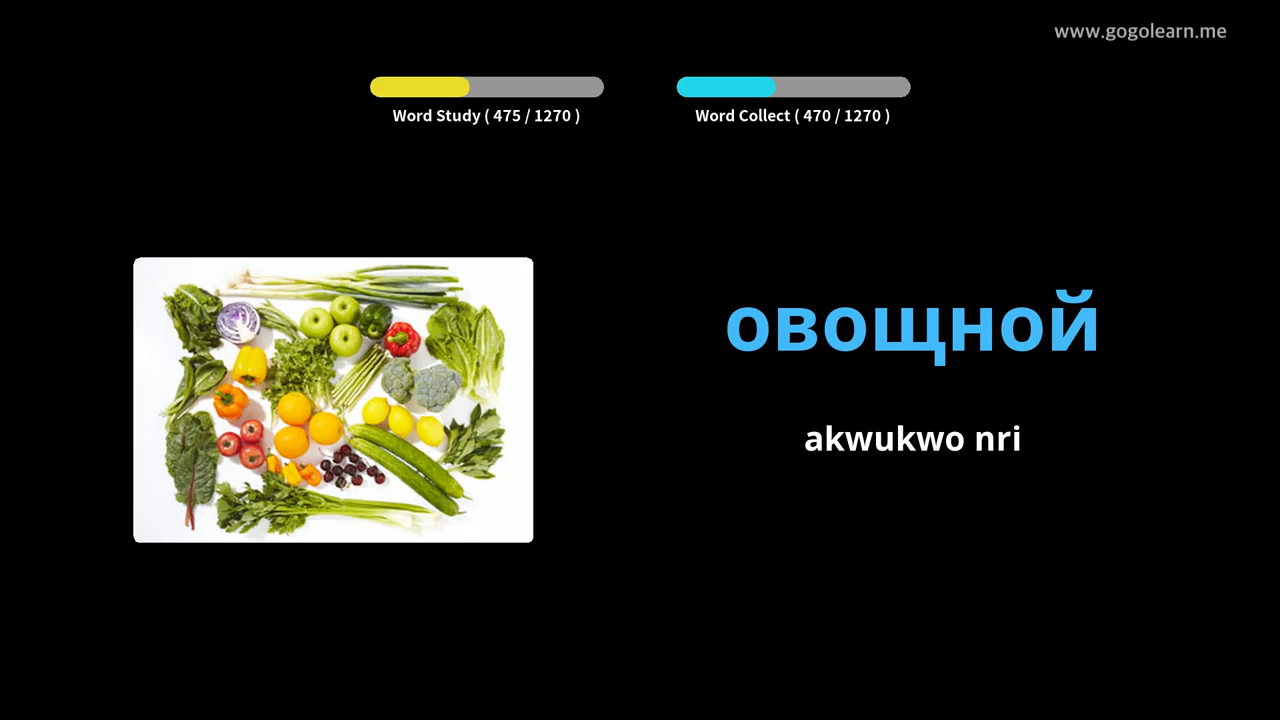 www.gogolearn.me
Word Study ( 475 / 1270 )
Word Collect ( 470 / 1270 )
овощной
akwukwo nri